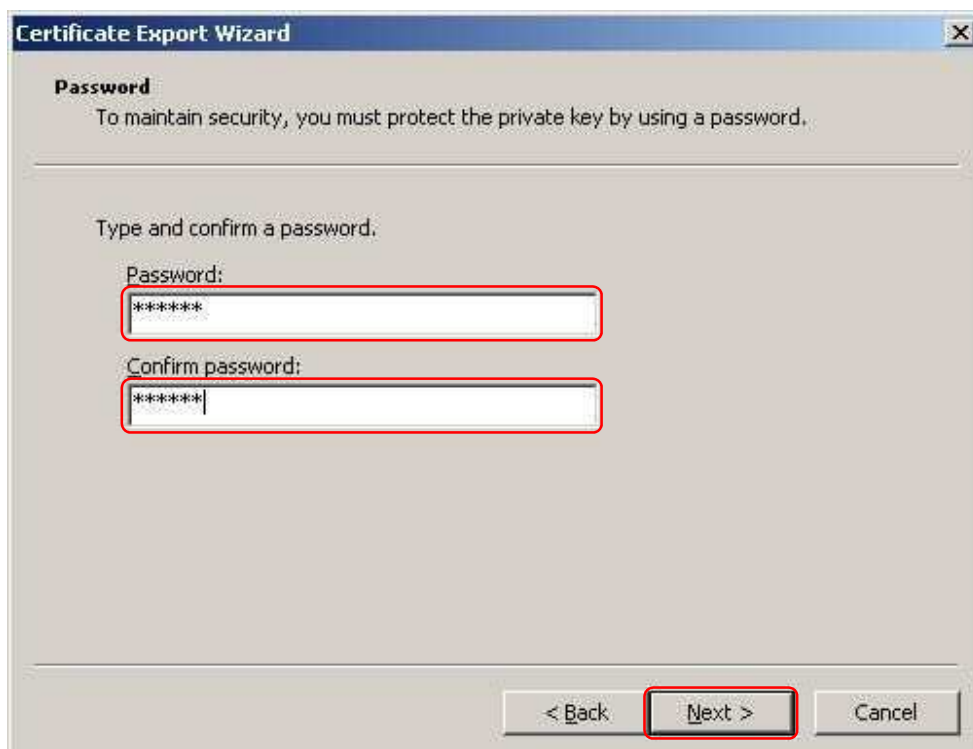 Certificate Export Wizard
Password
To maintain security, you must protect the private key by using a password.
Type and confirm a password.
Password:
******
Confirm password:
******
< Back
Next >
Cancel